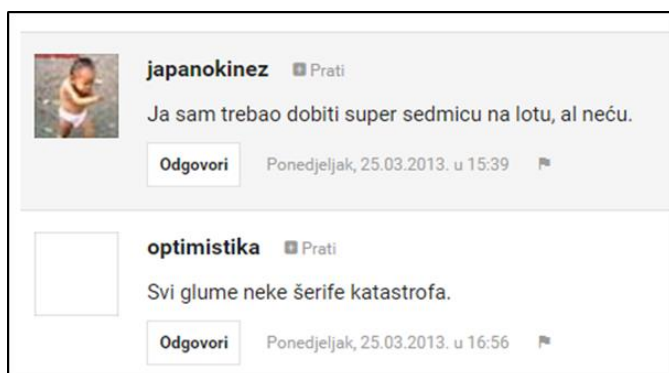 japanokinez Prati
Ja sam trebao dobiti super sedmicu na lotu, al neću.
Odgovori Ponedjeljak, 25.03.2013. u 15:39
optimistika Prati
Svi glume neke šerife katastrofa.
Odgovori Ponedjeljak, 25.03.2013. u 16:56